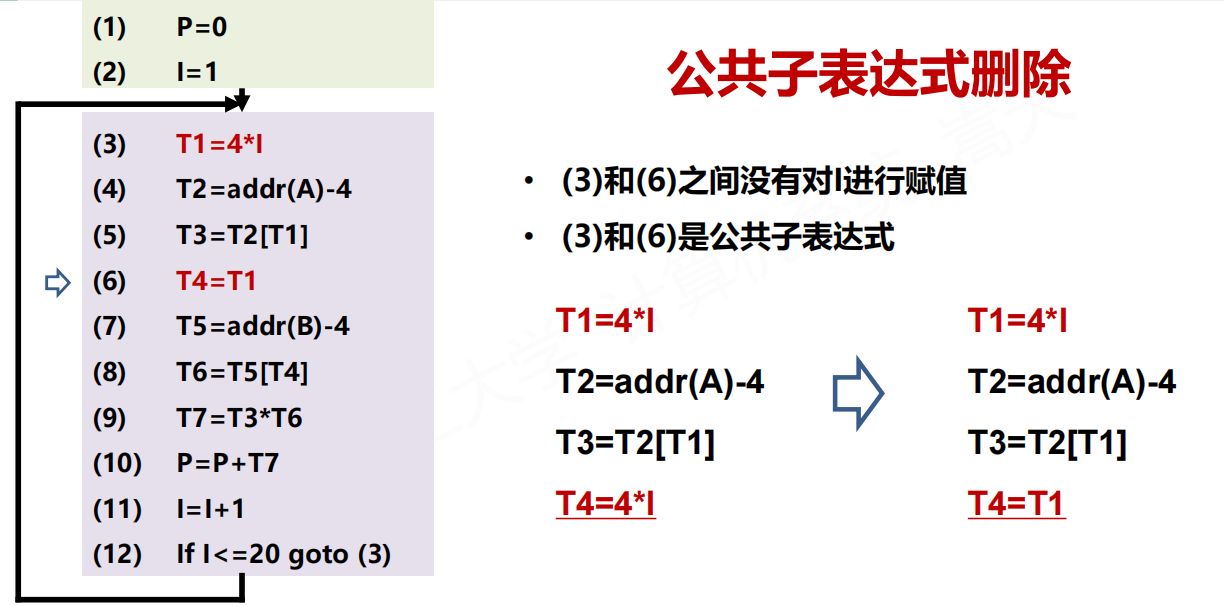 (1) P=0
(2) I=1
(3) T1=4*I
(4) T2=addr(A)-4
(5) T3=T2[T1]
(6) T4=T1
(7) T5=addr(B)-4
(8) T6=T5[T4]
(9) T7=T3*T6
(10) P=P+T7
(11) I=I+1
(12) If I<=20 goto (3)
公共子表达式删除
• (3)和(6)之间没有对I进行赋值
• (3)和(6)是公共子表达式
T1=4*I
T2=addr(A)-4
T3=T2[T1]
T4=4*I
T1=4*I
T2=addr(A)-4
T3=T2[T1]
T4=T1